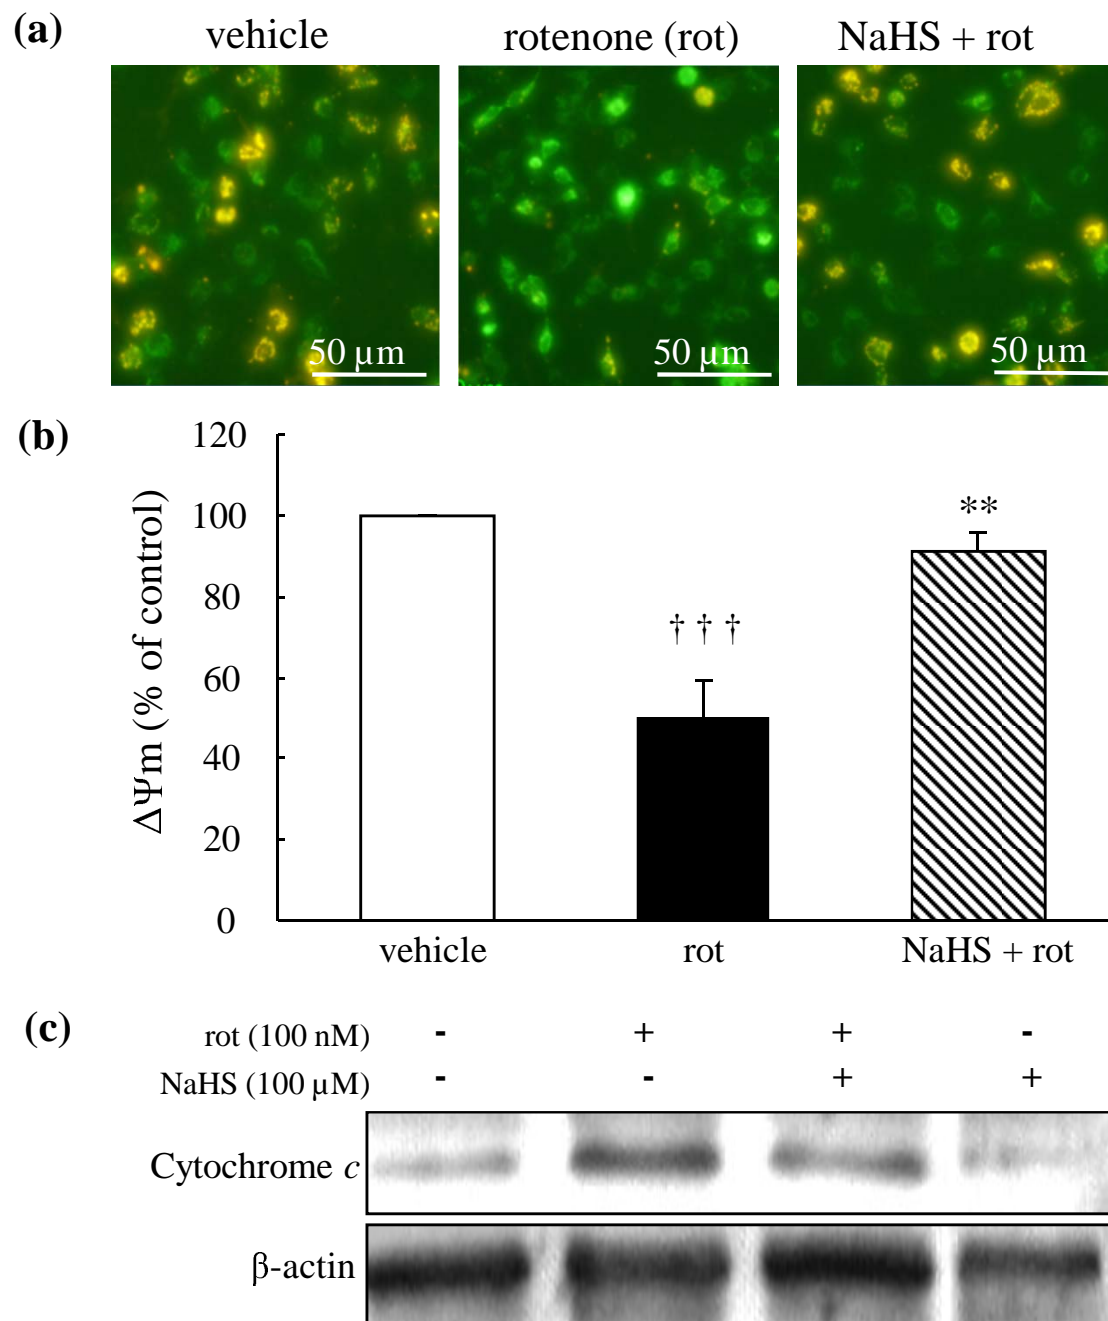 (a) vehicle rotenone (rot) NaHS + rot
50 µm 50 µm 50 µm
(b)
ΔΨm (% of control)
120
100
80
60
40
20
0
† † †
**
vehicle rot NaHS + rot
(c)
rot (100 nM) - + + -
NaHS (100 µM) - - + +
Cytochrome c
β-actin